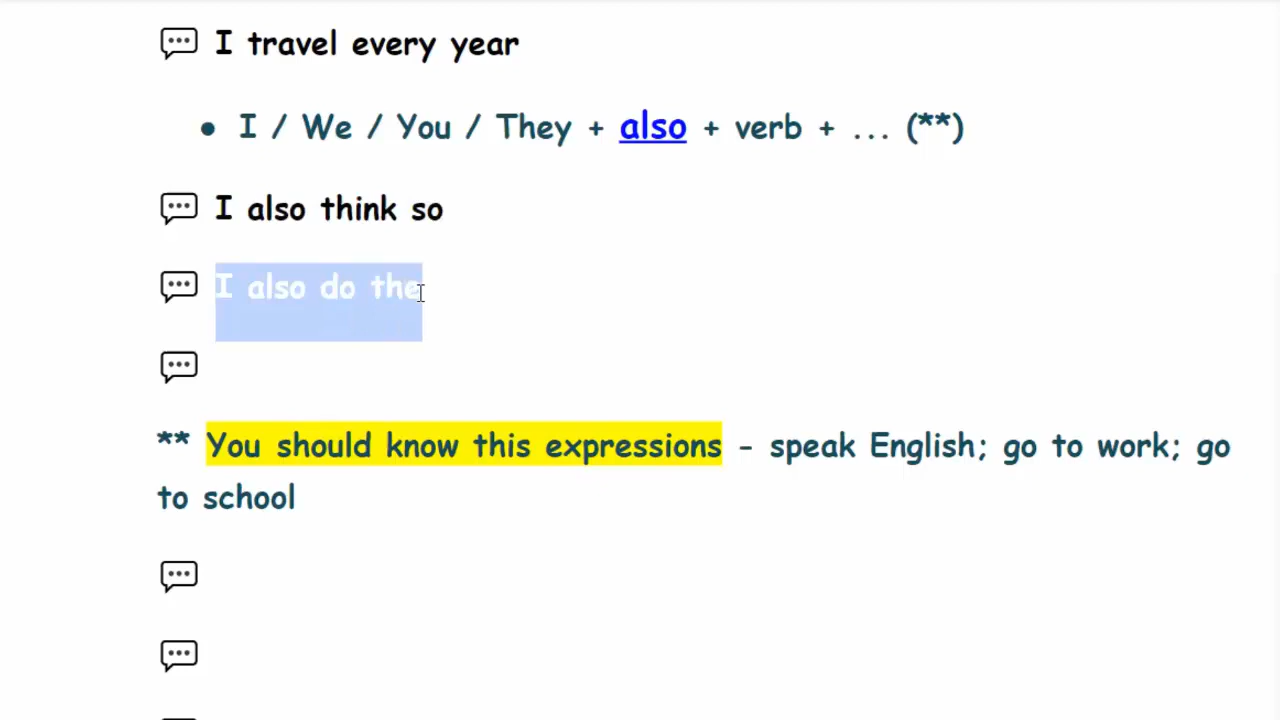 I travel every year
• I / We / You / They + also + verb + ... (**)
I also think so
I also do the
** You should know this expressions - speak English; go to work; go
to school